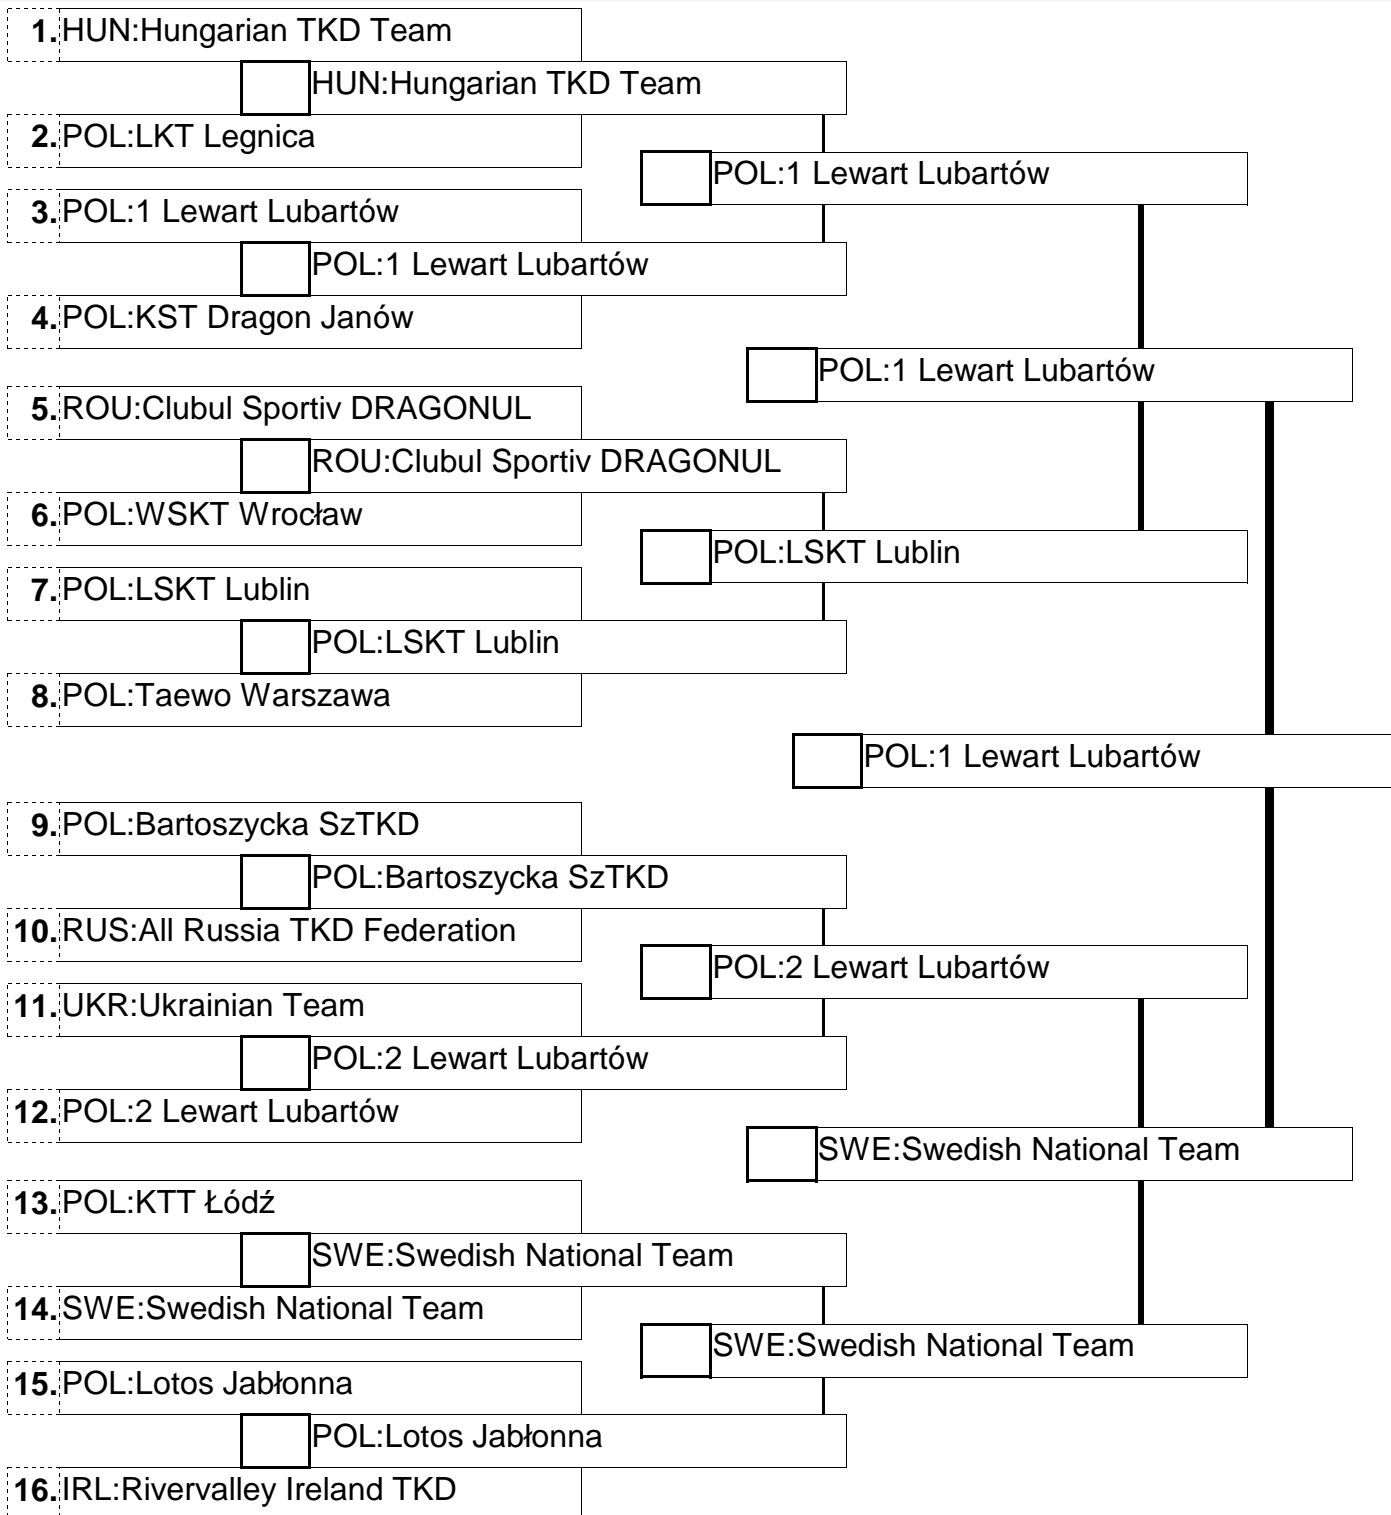 1. HUN:Hungarian TKD Team
HUN:Hungarian TKD Team
2. POL:LKT Legnica
POL:1 Lewart Lubartów
3. POL:1 Lewart Lubartów
POL:1 Lewart Lubartów
4. POL:KST Dragon Janów
POL:1 Lewart Lubartów
5. ROU:Clubul Sportiv DRAGONUL
ROU:Clubul Sportiv DRAGONUL
6. POL:WSKT Wrocław
POL:LSKT Lublin
7. POL:LSKT Lublin
POL:LSKT Lublin
8. POL:Taewo Warszawa
POL:1 Lewart Lubartów
9. POL:Bartoszycka SzTKD
POL:Bartoszycka SzTKD
10. RUS:All Russia TKD Federation
POL:2 Lewart Lubartów
11. UKR:Ukrainian Team
POL:2 Lewart Lubartów
12. POL:2 Lewart Lubartów
SWE:Swedish National Team
13. POL:KTT Łódź
SWE:Swedish National Team
14. SWE:Swedish National Team
SWE:Swedish National Team
15. POL:Lotos Jabłonna
POL:Lotos Jabłonna
16. IRL:Rivervalley Ireland TKD